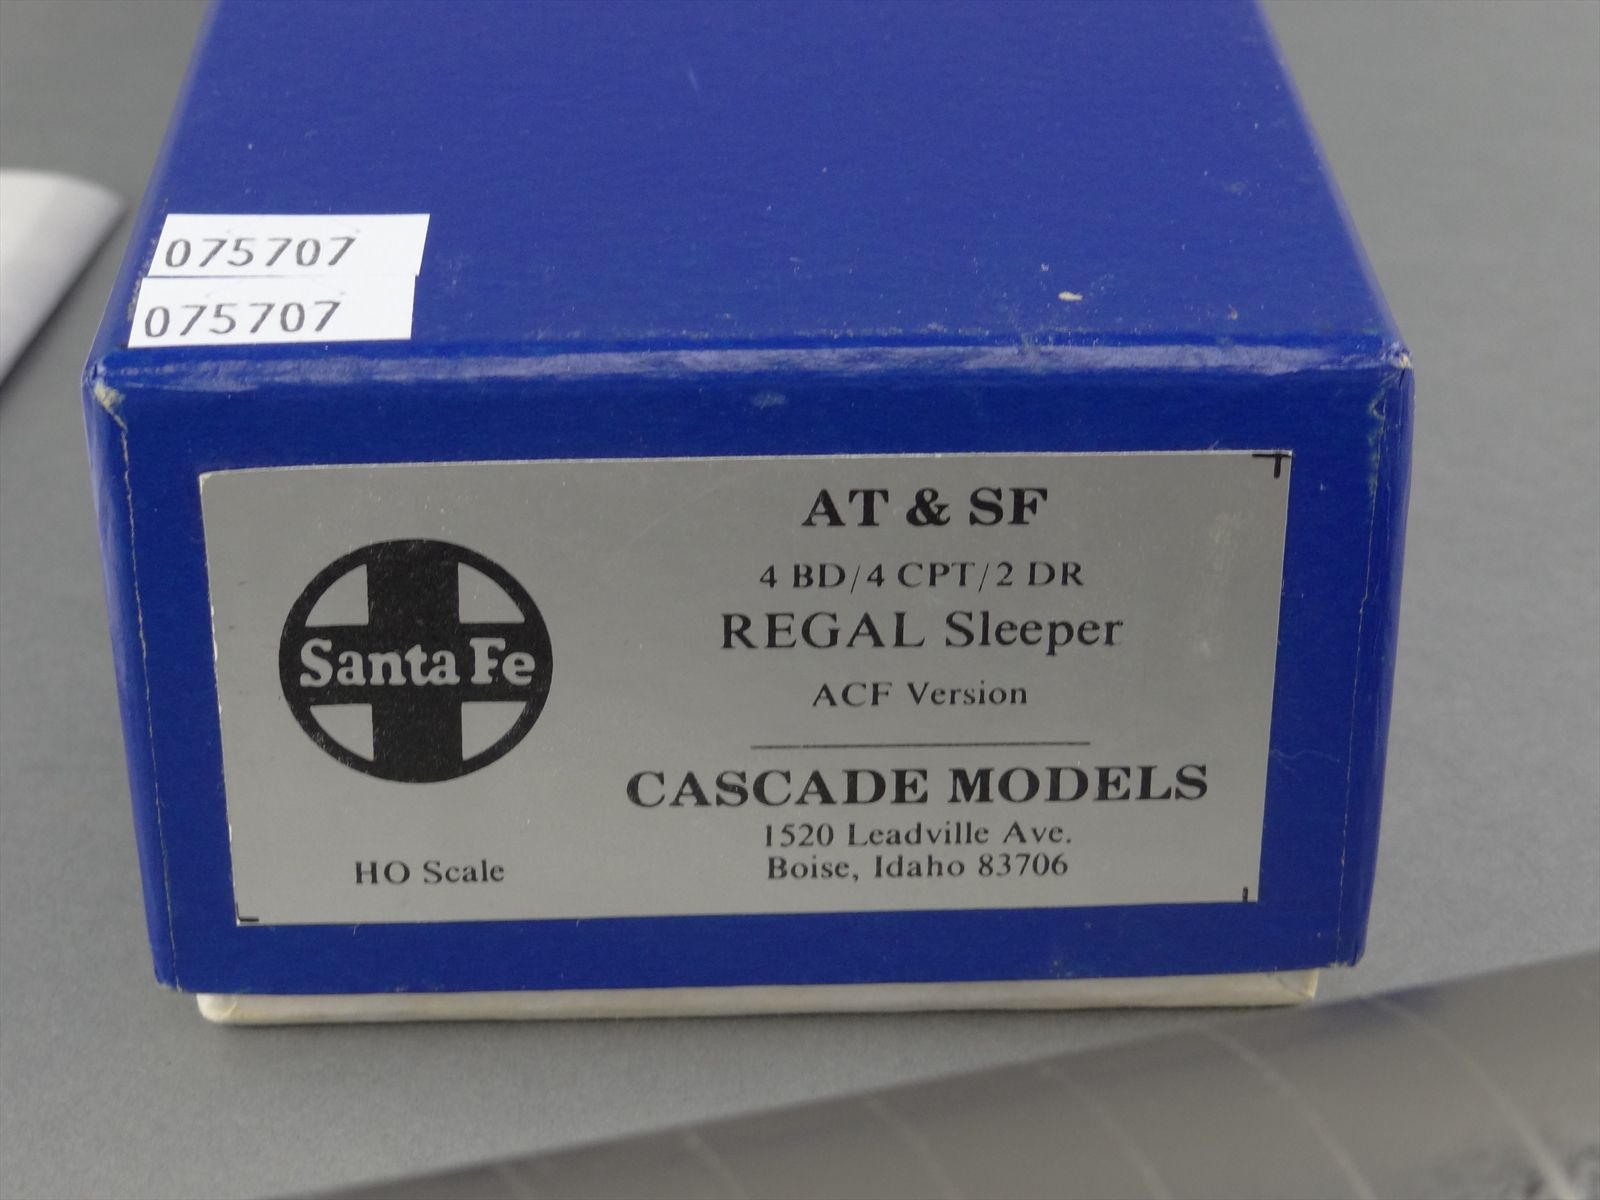 075707
075707
AT & SF
4 BD/4 CPT/2 DR
REGAL Sleeper
ACF Version
Santa Fe
CASCADE MODELS
1520 Leadville Ave.
Boise, Idaho 83706
HO Scale